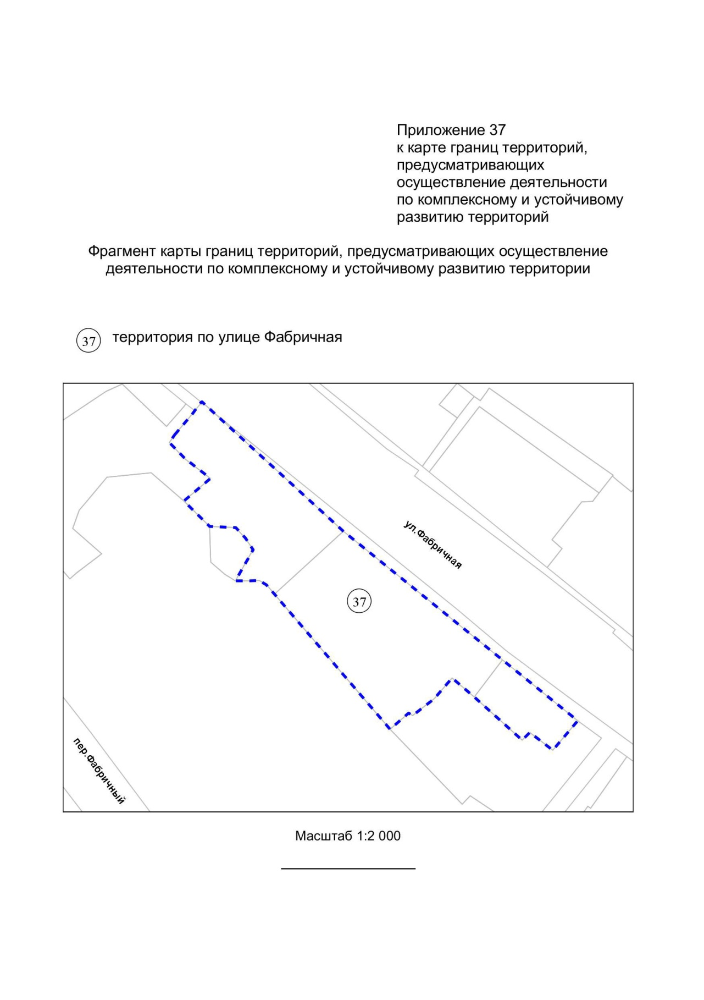 Приложение 37
к карте границ территорий,
предусматривающих
осуществление деятельности
по комплексному и устойчивому
развитию территорий
Фрагмент карты границ территорий, предусматривающих осуществление
деятельности по комплексному и устойчивому развитию территории
37 территория по улице Фабричная
ул.Фабричная
37
пер.Фабричный
Масштаб 1:2 000